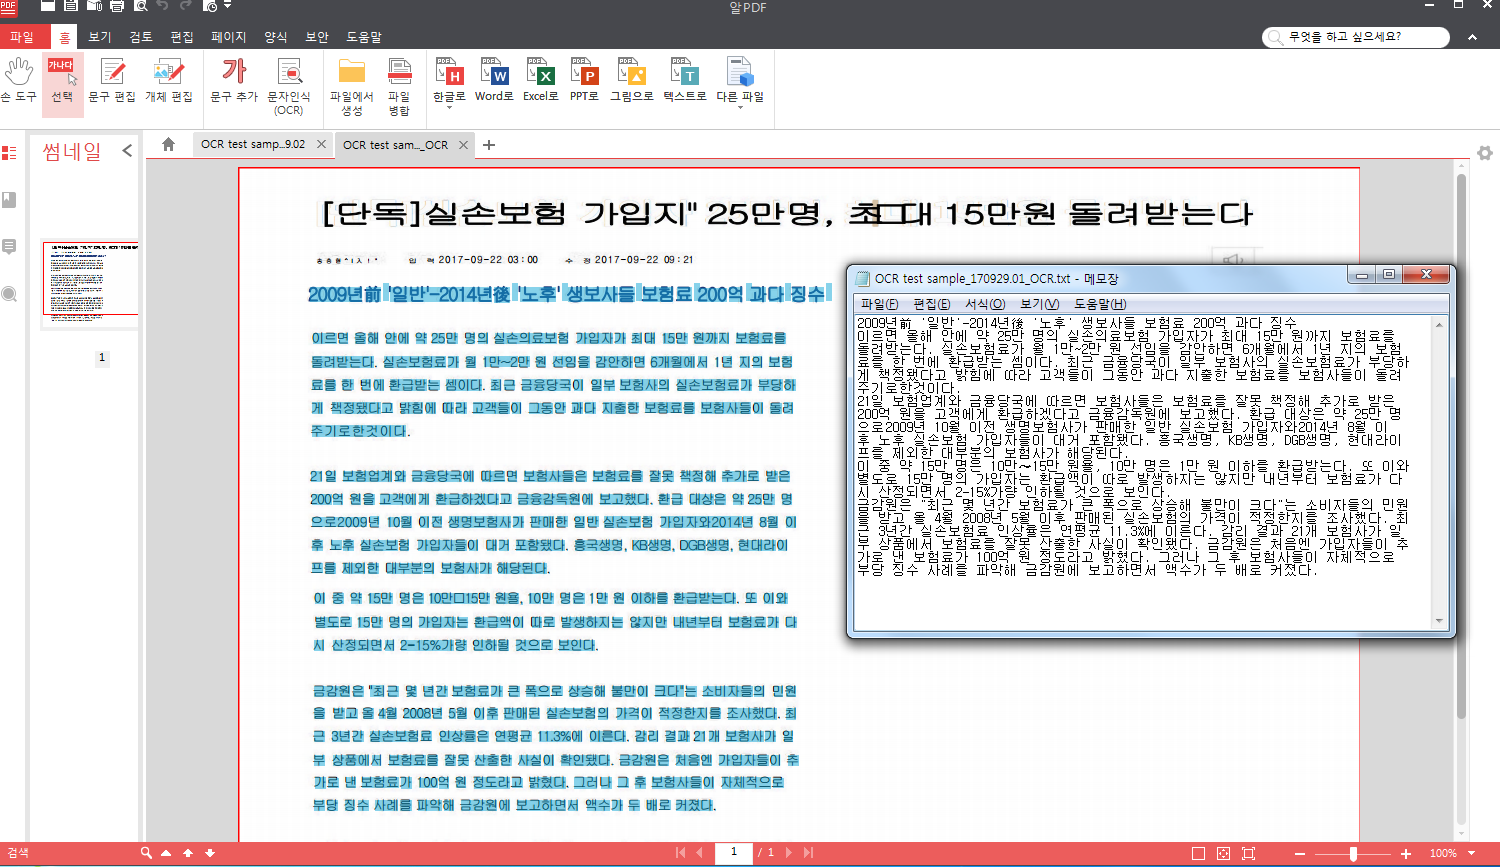 알PDF
파일 홈 보기 검토 편집 페이지 양식 보안 도움말
무엇을 하고 싶으세요?
손 도구
가나다
선택
문구 편집
개체 편집
가
문구 추가
문자인식
(OCR)
파일에서
생성
파일
병합
한글로
Word로
Excel로
PPT로
그림으로
텍스트로
다른 파일
썸네일
1
OCR test samp...9.02
OCR test sam..._OCR
[단독]실손보험 가입지" 25만명, 대 15만원 돌려받는다
입 력 2017-09-22 03:00 수 정 2017-09-22 09:21
2009년前 '일반'-2014년後 '노후' 생보사들 보험료 200억 과다 징수
이르면 올해 안에 약 25만 명의 실손의료보험 가입자가 최대 15만 원까지 보험료를
돌려받는다. 실손보험료가 월 1만~2만 원 선임을 감안하면 6개월에서 1년 지의 보험
료를 한 번에 환급받는 셈이다. 최근 금융당국이 일부 보험사의 실손보험료가 부당하
게 책정됐다고 밝힘에 따라 고객들이 그동안 과다 지출한 보험료를 보험사들이 돌려
주기로한것이다.
21일 보험업계와 금융당국에 따르면 보험사들은 보험료를 잘못 책정해 추가로 받은
200억 원을 고객에게 환급하겠다고 금융감독원에 보고했다. 환급 대상은 약 25만 명
으로2009년 10월 이전 생명보험사가 판매한 일반 실손보험 가입자와2014년 8월 이
후 노후 실손보험 가입자들이 대거 포함됐다. 흥국생명, KB생명, DGB생명, 현대라이
프를 제외한 대부분의 보험사가 해당된다.
이 중 약 15만 명은 10만□15만 원율, 10만 명은 1만 원 이하를 환급받는다. 또 이와
별도로 15만 명의 가입자는 환급액이 따로 발생하지는 않지만 내년부터 보험료가 다
시 산정되면서 2-15%가량 인하될 것으로 보인다.
금감원은 "최근 몇 년간 보험료가 큰 폭으로 상승해 불만이 크다"는 소비자들의 민원
을 받고 올 4월 2008년 5월 이후 판매된 실손보험의 가격이 적정한지를 조사했다. 최
근 3년간 실손보험료 인상률은 연평균 11.3%에 이른다. 감리 결과 21개 보험사가 일
부 상품에서 보험료를 잘못 산출한 사실이 확인됐다. 금감원은 처음엔 가입자들이 추
가로 낸 보험료가 100억 원 정도라고 밝혔다. 그러나 그 후 보험사들이 자체적으로
부당 징수 사례를 파악해 금감원에 보고하면서 액수가 두 배로 커졌다.
OCR test sample_170929.01_OCR.txt - 메모장
파일(F) 편집(E) 서식(O) 보기(V) 도움말(H)
2009년前 '일반'-2014년後 '노후' 생보사들 보험료 200억 과다 징수
이르면 올해 안에 약 25만 명의 실손의료보험 가입자가 최대 15만 원까지 보험료를
돌려받는다. 실손보험료가 월 1만~2만 원 선임을 감안하면 6개월에서 1년 지의 보험
료를 한 번에 환급받는 셈이다. 최근 금융당국이 일부 보험사의 실손보험료가 부당하
게 책정됐다고 밝힘에 따라 고객들이 그동안 과다 지출한 보험료를 보험사들이 돌려
주기로한것이다.
21일 보험업계와 금융당국에 따르면 보험사들은 보험료를 잘못 책정해 추가로 받은
200억 원을 고객에게 환급하겠다고 금융감독원에 보고했다. 환급 대상은 약 25만 명
으로2009년 10월 이전 생명보험사가 판매한 일반 실손보험 가입자와2014년 8월 이
후 노후 실손보험 가입자들이 대거 포함됐다. 흥국생명, KB생명, DGB생명, 현대라이
프를 제외한 대부분의 보험사가 해당된다.
이 중 약 15만 명은 10만~15만 원율, 10만 명은 1만 원 이하를 환급받는다. 또 이와
별도로 15만 명의 가입자는 환급액이 따로 발생하지는 않지만 내년부터 보험료가 다
시 산정되면서 2-15%가량 인하될 것으로 보인다.
금감원은 "최근 몇 년간 보험료가 큰 폭으로 상승해 불만이 크다"는 소비자들의 민원
을 받고 올 4월 2008년 5월 이후 판매된 실손보험의 가격이 적정한지를 조사했다. 최
근 3년간 실손보험료 인상률은 연평균 11.3%에 이른다. 감리 결과 21개 보험사가 일
부 상품에서 보험료를 잘못 산출한 사실이 확인됐다. 금감원은 처음엔 가입자들이 추
가로 낸 보험료가 100억 원 정도라고 밝혔다. 그러나 그 후 보험사들이 자체적으로
부당 징수 사례를 파악해 금감원에 보고하면서 액수가 두 배로 커졌다.
검색
1 / 1
100%